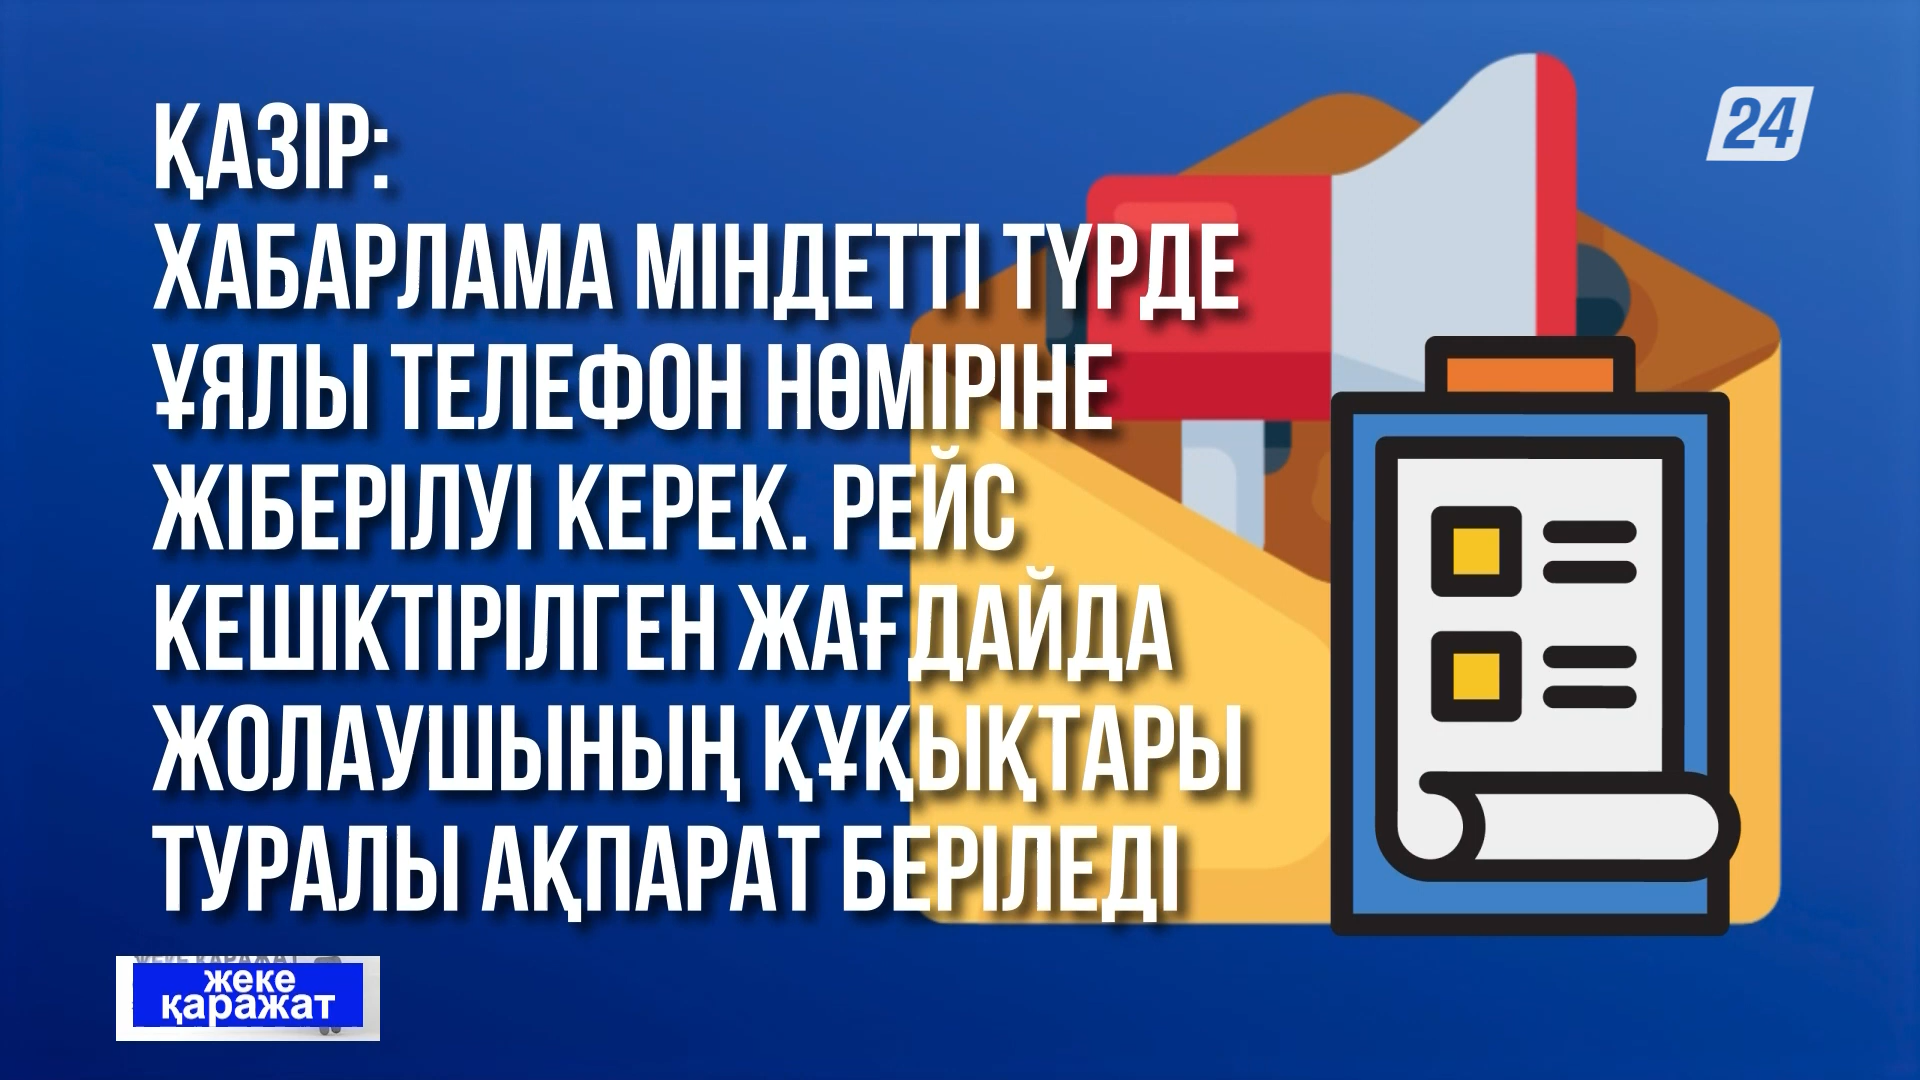 ҚАЗІР:
ХАБАРЛАМА МІНДЕТТІ ТҮРДЕ
ҰЯЛЫ ТЕЛЕФОН НӨМІРІНЕ
ЖІБЕРІЛУІ КЕРЕК. РЕЙС
КЕШІКТІРІЛГЕН ЖАҒДАЙДА
ЖОЛАУШЫНЫҢ ҚҰҚЫҚТАРЫ
ТУРАЛЫ АҚПАРАТ БЕРІЛЕДІ
24
жеке
қаражат